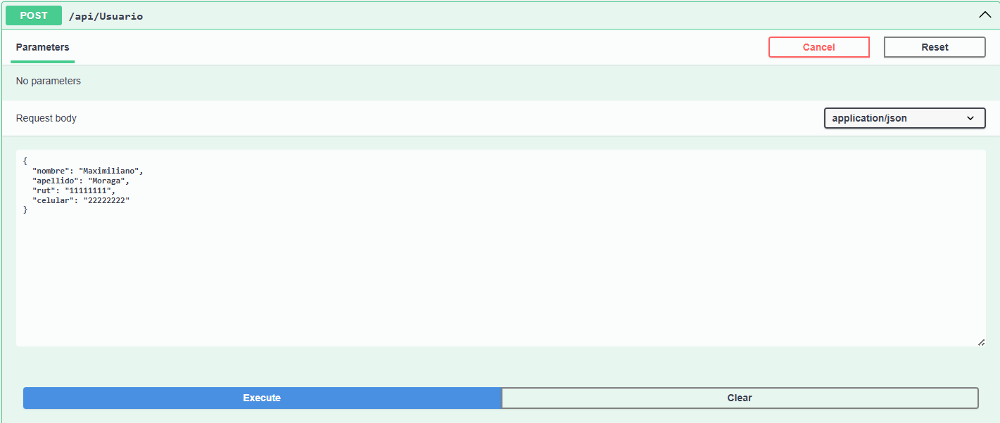 POST /api/Usuario
Parameters
Cancel
Reset
No parameters
Request body
application/json
{
  "nombre": "Maximiliano",
  "apellido": "Moraga",
  "rut": "11111111",
  "celular": "22222222"
}
Execute
Clear